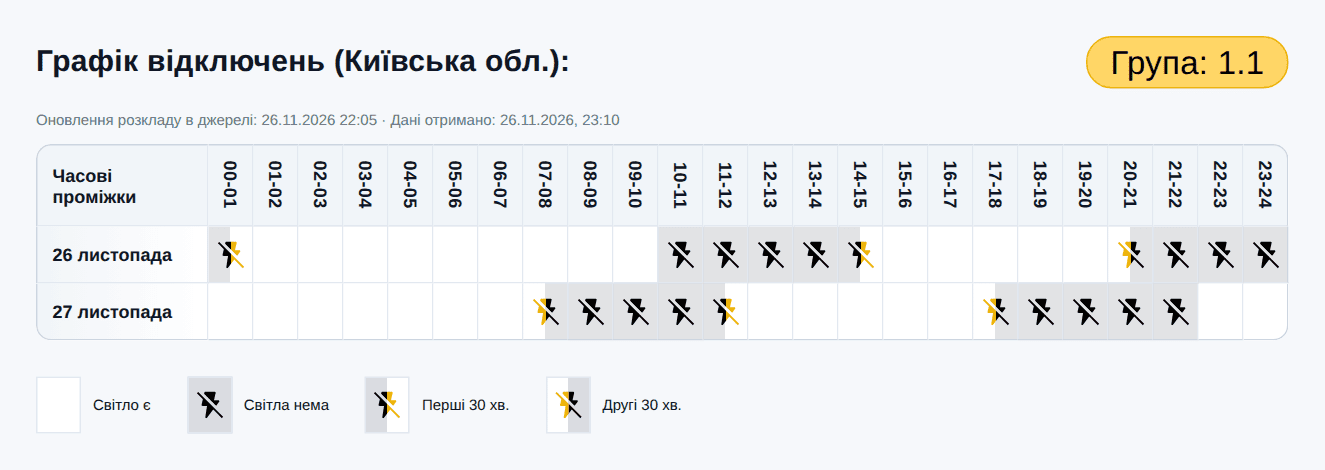 Графік відключень (Київська обл.):
Група: 1.1
Оновлення розкладу в джерелі: 26.11.2026 22:05 · Дані отримано: 26.11.2026, 23:10
Часові
проміжки
00-01 01-02 02-03 03-04 04-05 05-06 06-07 07-08 08-09 09-10 10-11 11-12 12-13 13-14 14-15 15-16 16-17 17-18 18-19 19-20 20-21 21-22 22-23 23-24
26 листопада
27 листопада
Світло є Світла нема Перші 30 хв. Другі 30 хв.